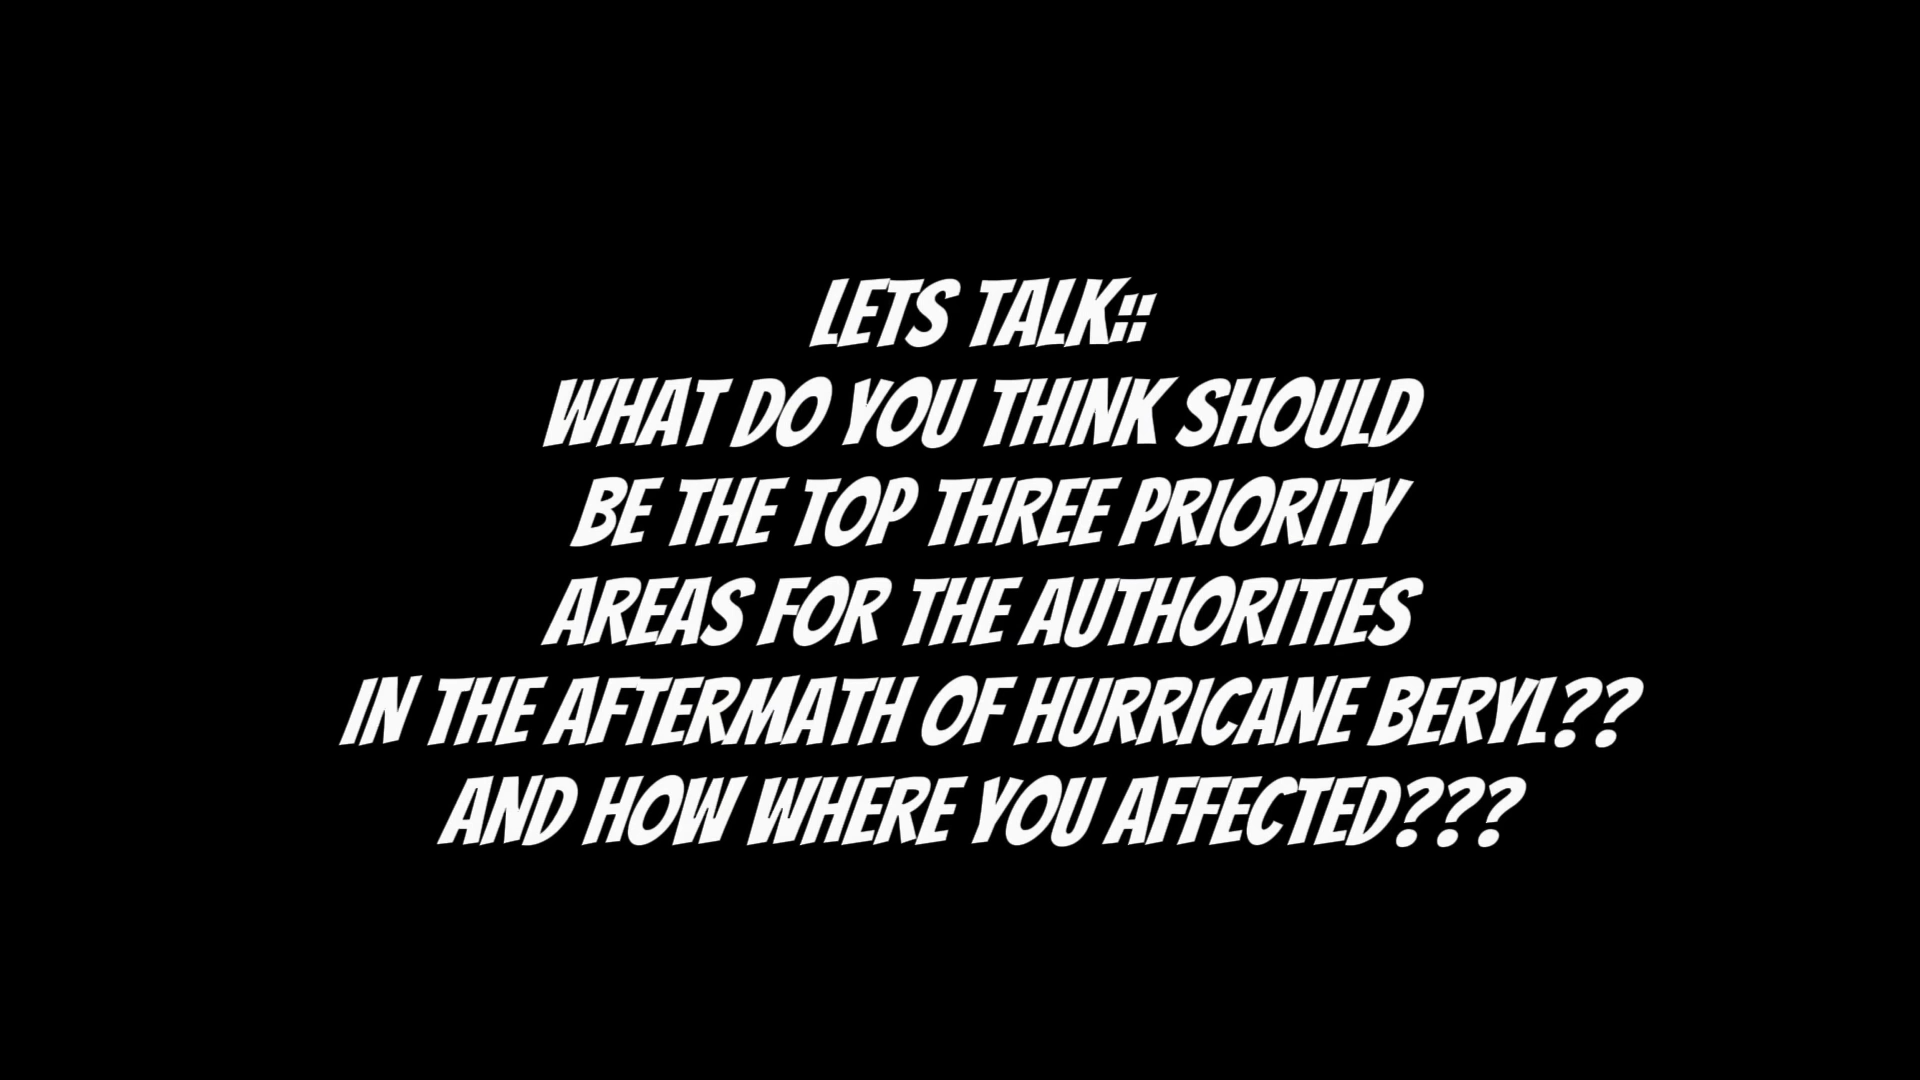 LETS TALK::
WHAT DO YOU THINK SHOULD
BE THE TOP THREE PRIORITY
AREAS FOR THE AUTHORITIES
IN THE AFTERMATH OF HURRICANE BERYL??
AND HOW WHERE YOU AFFECTED???